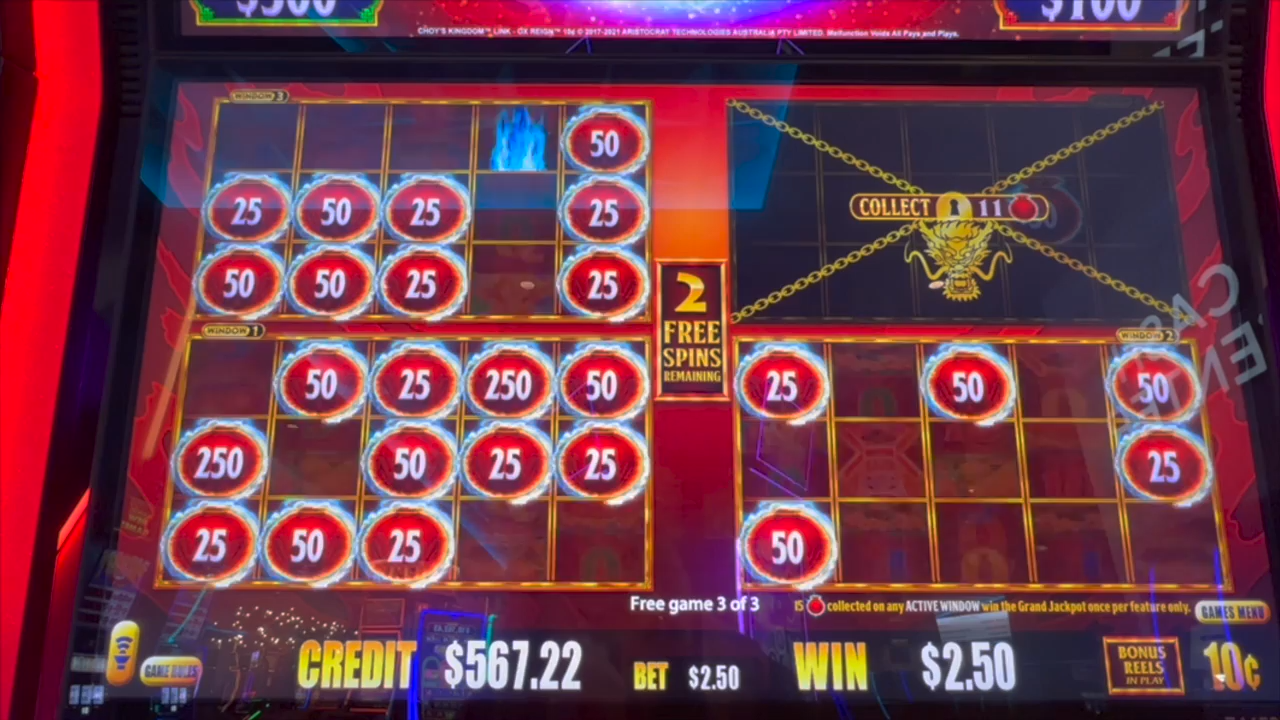 $500
$100
CHOY'S KINGDOM™ LINK - OX REIGN™ 10¢ © 2017-2021 ARISTOCRAT TECHNOLOGIES AUSTRALIA PTY LIMITED. Malfunction Voids All Pays and Plays.
WINDOW 3
50
25 50 25 25
50 50 25 25
COLLECT 11
2
FREE
SPINS
REMAINING
WINDOW 1
50 25 250 50
250 50 25 25
25 50 25
WINDOW 2
25 50 50
25
50
Free game 3 of 3
15 collected on any ACTIVE WINDOW win the Grand Jackpot once per feature only.
GAMES MENU
GAME RULES
CREDIT $567.22
BET $2.50
WIN $2.50
BONUS
REELS
IN PLAY
10¢